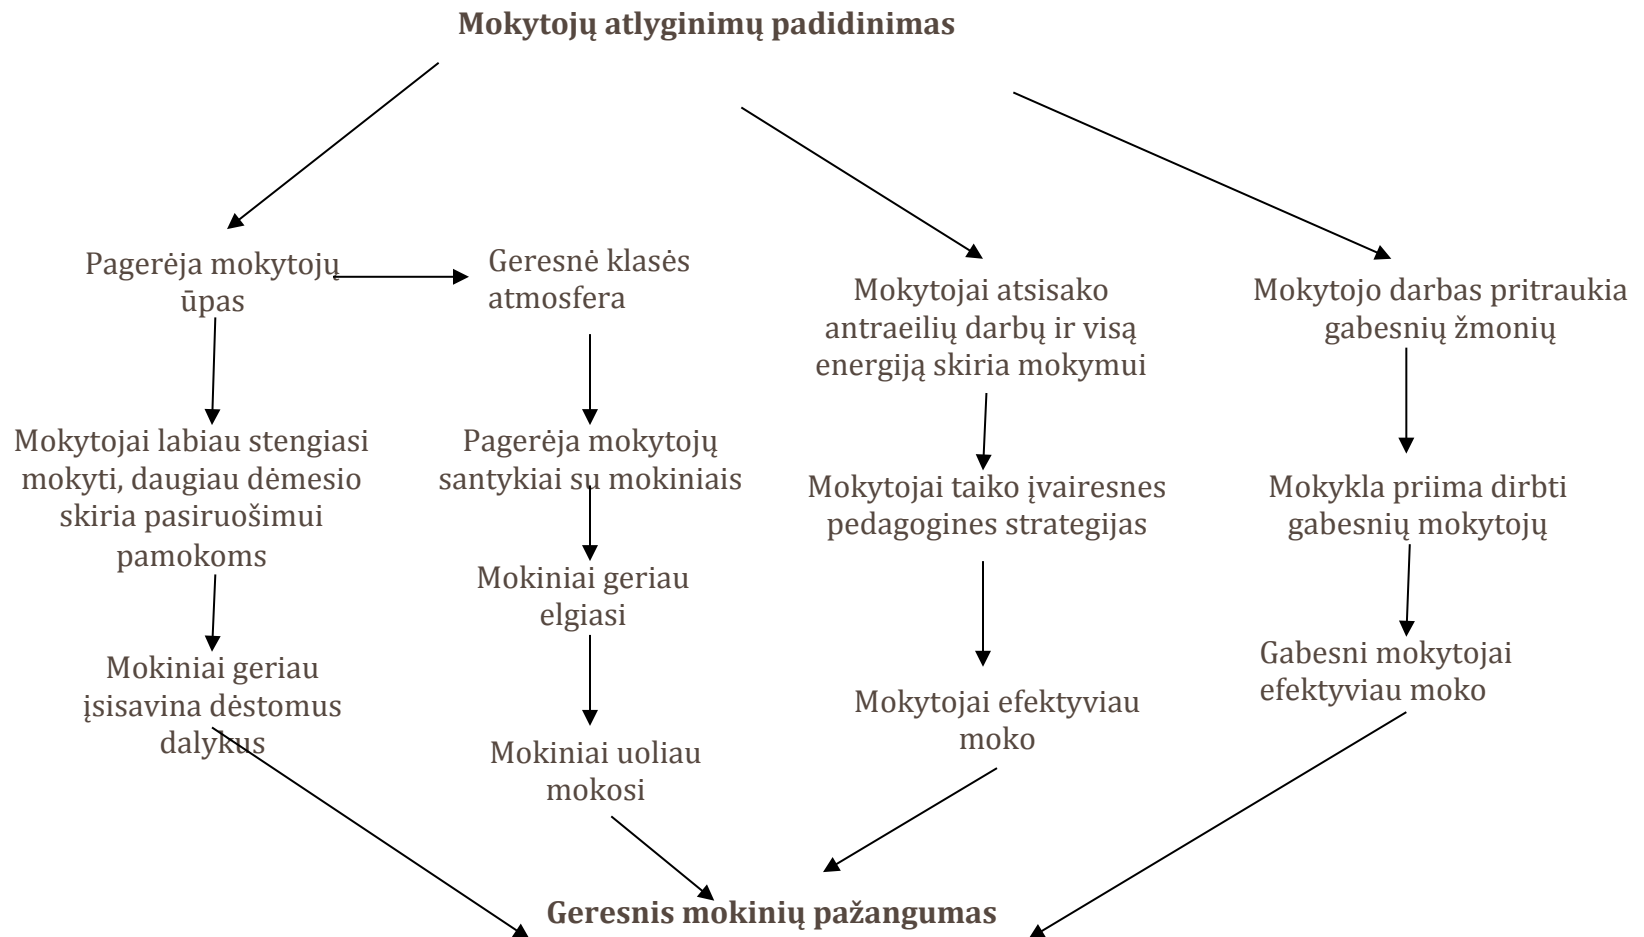 Mokytojų atlyginimų padidinimas
Pagerėja mokytojų
ūpas
Geresnė klasės
atmosfera
Mokytojai atsisako
antraeilių darbų ir visą
energiją skiria mokymui
Mokytojo darbas pritraukia
gabesnių žmonių
Mokytojai labiau stengiasi
mokyti, daugiau dėmesio
skiria pasiruošimui
pamokoms
Pagerėja mokytojų
santykiai su mokiniais
Mokytojai taiko įvairesnes
pedagogines strategijas
Mokykla priima dirbti
gabesnių mokytojų
Mokiniai geriau
elgiasi
Mokiniai geriau
įsisavina dėstomus
dalykus
Mokiniai uoliau
mokosi
Mokytojai efektyviau
moko
Gabesni mokytojai
efektyviau moko
Geresnis mokinių pažangumas